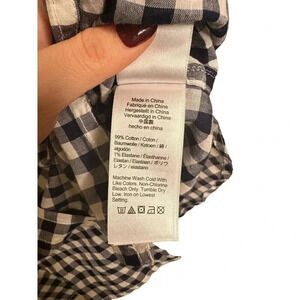 Made in China
Fabriqué en Chine
Hergestellt in China
Vervaardigd in China
中国製
hecho en china
99% Cotton / Coton /
Baumwolle / Katoen / 綿 /
algodón
1% Elastane / Élasthanne /
Elasthan / Elastaan / ポリウ
レタン / elastano
Machine Wash Cold With
Like Colors. Non-Chlorine
Bleach Only. Tumble Dry
Low. Iron on Lowest
Setting.